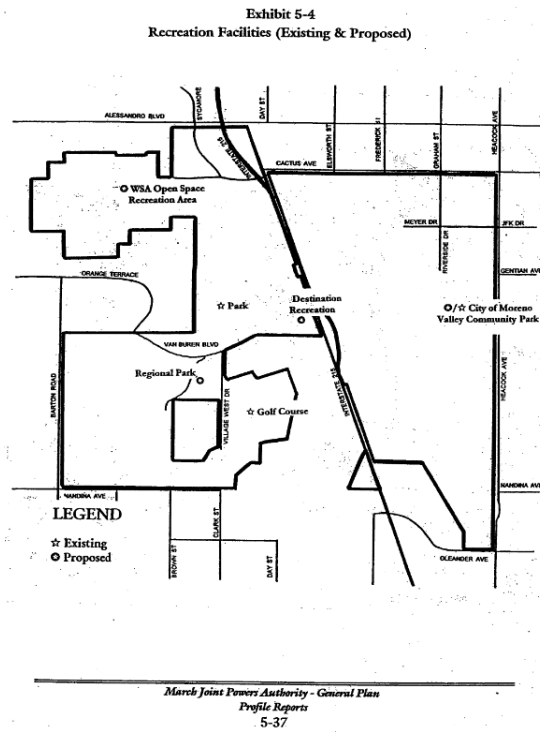 Exhibit 5-4
Recreation Facilities (Existing & Proposed)
SYCAMORE
DAY ST
ELSWORTH ST
FREDERICK ST
GRAHAM ST
HEACOCK AVE
ALESSANDRO BLVD
INTERSTATE 215
CACTUS AVE
WSA Open Space
Recreation Area
MEYER DR
JFK DR
RIVERSIDE DR
GENTIAN AVE
ORANGE TERRACE
Park
Destination
Recreation
/☆ City of Moreno
Valley Community Park
VAN BUREN BLVD
Regional Park
BARTON ROAD
VILLAGE WEST DR
Golf Course
INTERSTATE 215
HEACOCK AVE
NANDINA AVE
NANDINA AVE
LEGEND
☆ Existing
Proposed
BROWN ST
CLARK ST
DAY ST
OLEANDER AVE
March Joint Powers Authority - General Plan
Profile Reports
5-37